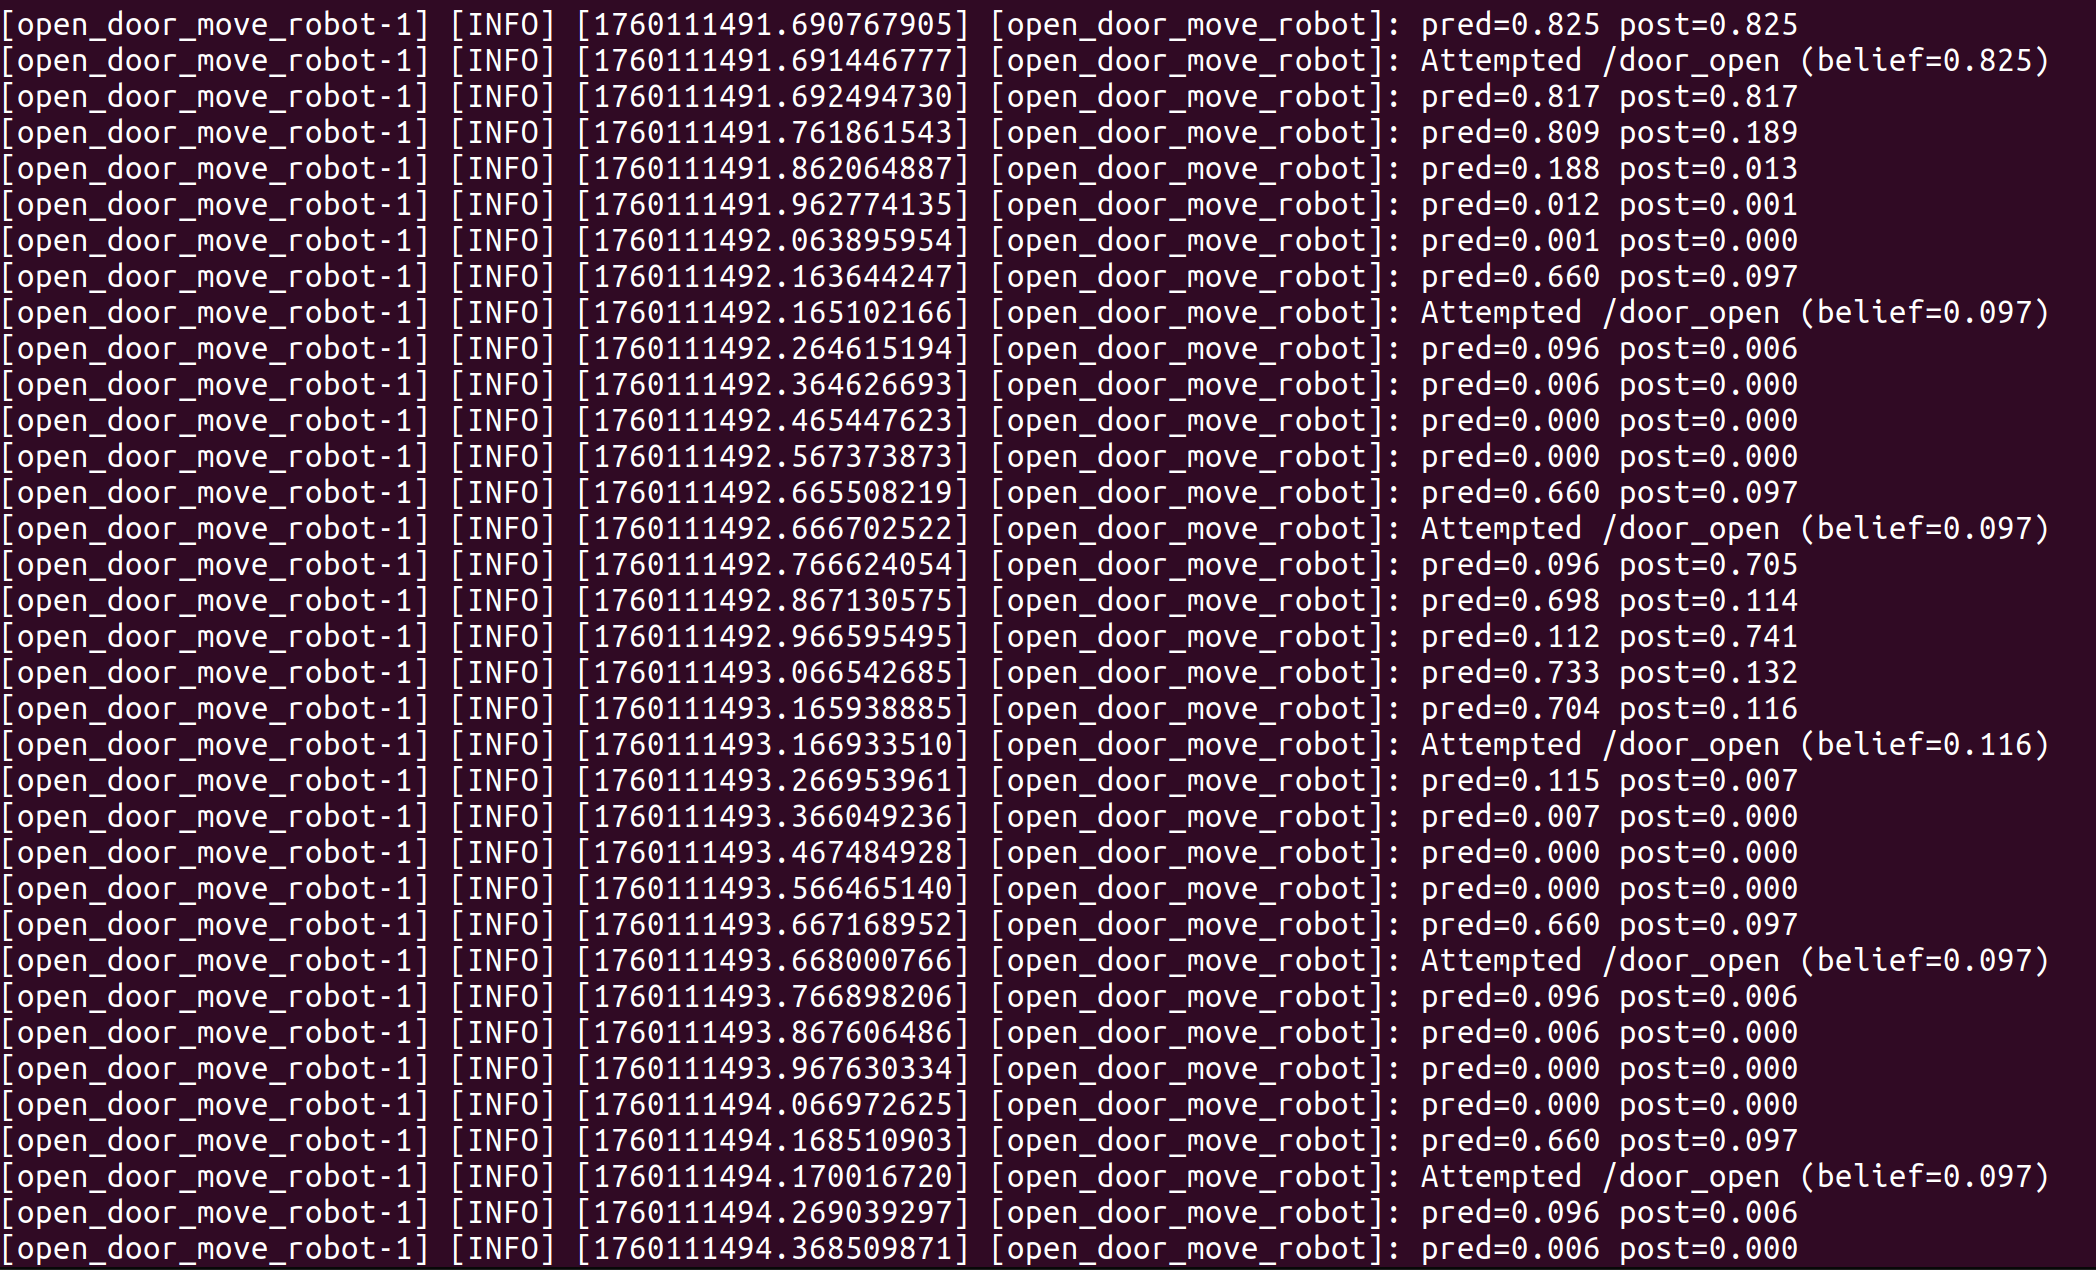 [open_door_move_robot-1] [INFO] [1760111491.690767905] [open_door_move_robot]: pred=0.825 post=0.825
[open_door_move_robot-1] [INFO] [1760111491.691446777] [open_door_move_robot]: Attempted /door_open (belief=0.825)
[open_door_move_robot-1] [INFO] [1760111491.692494730] [open_door_move_robot]: pred=0.817 post=0.817
[open_door_move_robot-1] [INFO] [1760111491.761861543] [open_door_move_robot]: pred=0.809 post=0.189
[open_door_move_robot-1] [INFO] [1760111491.862064887] [open_door_move_robot]: pred=0.188 post=0.013
[open_door_move_robot-1] [INFO] [1760111491.962774135] [open_door_move_robot]: pred=0.012 post=0.001
[open_door_move_robot-1] [INFO] [1760111492.063895954] [open_door_move_robot]: pred=0.001 post=0.000
[open_door_move_robot-1] [INFO] [1760111492.163644247] [open_door_move_robot]: pred=0.660 post=0.097
[open_door_move_robot-1] [INFO] [1760111492.165102166] [open_door_move_robot]: Attempted /door_open (belief=0.097)
[open_door_move_robot-1] [INFO] [1760111492.264615194] [open_door_move_robot]: pred=0.096 post=0.006
[open_door_move_robot-1] [INFO] [1760111492.364626693] [open_door_move_robot]: pred=0.006 post=0.000
[open_door_move_robot-1] [INFO] [1760111492.465447623] [open_door_move_robot]: pred=0.000 post=0.000
[open_door_move_robot-1] [INFO] [1760111492.567373873] [open_door_move_robot]: pred=0.000 post=0.000
[open_door_move_robot-1] [INFO] [1760111492.665508219] [open_door_move_robot]: pred=0.660 post=0.097
[open_door_move_robot-1] [INFO] [1760111492.666702522] [open_door_move_robot]: Attempted /door_open (belief=0.097)
[open_door_move_robot-1] [INFO] [1760111492.766624054] [open_door_move_robot]: pred=0.096 post=0.705
[open_door_move_robot-1] [INFO] [1760111492.867130575] [open_door_move_robot]: pred=0.698 post=0.114
[open_door_move_robot-1] [INFO] [1760111492.966595495] [open_door_move_robot]: pred=0.112 post=0.741
[open_door_move_robot-1] [INFO] [1760111493.066542685] [open_door_move_robot]: pred=0.733 post=0.132
[open_door_move_robot-1] [INFO] [1760111493.165938885] [open_door_move_robot]: pred=0.704 post=0.116
[open_door_move_robot-1] [INFO] [1760111493.166933510] [open_door_move_robot]: Attempted /door_open (belief=0.116)
[open_door_move_robot-1] [INFO] [1760111493.266953961] [open_door_move_robot]: pred=0.115 post=0.007
[open_door_move_robot-1] [INFO] [1760111493.366049236] [open_door_move_robot]: pred=0.007 post=0.000
[open_door_move_robot-1] [INFO] [1760111493.467484928] [open_door_move_robot]: pred=0.000 post=0.000
[open_door_move_robot-1] [INFO] [1760111493.566465140] [open_door_move_robot]: pred=0.000 post=0.000
[open_door_move_robot-1] [INFO] [1760111493.667168952] [open_door_move_robot]: pred=0.660 post=0.097
[open_door_move_robot-1] [INFO] [1760111493.668000766] [open_door_move_robot]: Attempted /door_open (belief=0.097)
[open_door_move_robot-1] [INFO] [1760111493.766898206] [open_door_move_robot]: pred=0.096 post=0.006
[open_door_move_robot-1] [INFO] [1760111493.867606486] [open_door_move_robot]: pred=0.006 post=0.000
[open_door_move_robot-1] [INFO] [1760111493.967630334] [open_door_move_robot]: pred=0.000 post=0.000
[open_door_move_robot-1] [INFO] [1760111494.066972625] [open_door_move_robot]: pred=0.000 post=0.000
[open_door_move_robot-1] [INFO] [1760111494.168510903] [open_door_move_robot]: pred=0.660 post=0.097
[open_door_move_robot-1] [INFO] [1760111494.170016720] [open_door_move_robot]: Attempted /door_open (belief=0.097)
[open_door_move_robot-1] [INFO] [1760111494.269039297] [open_door_move_robot]: pred=0.096 post=0.006
[open_door_move_robot-1] [INFO] [1760111494.368509871] [open_door_move_robot]: pred=0.006 post=0.000